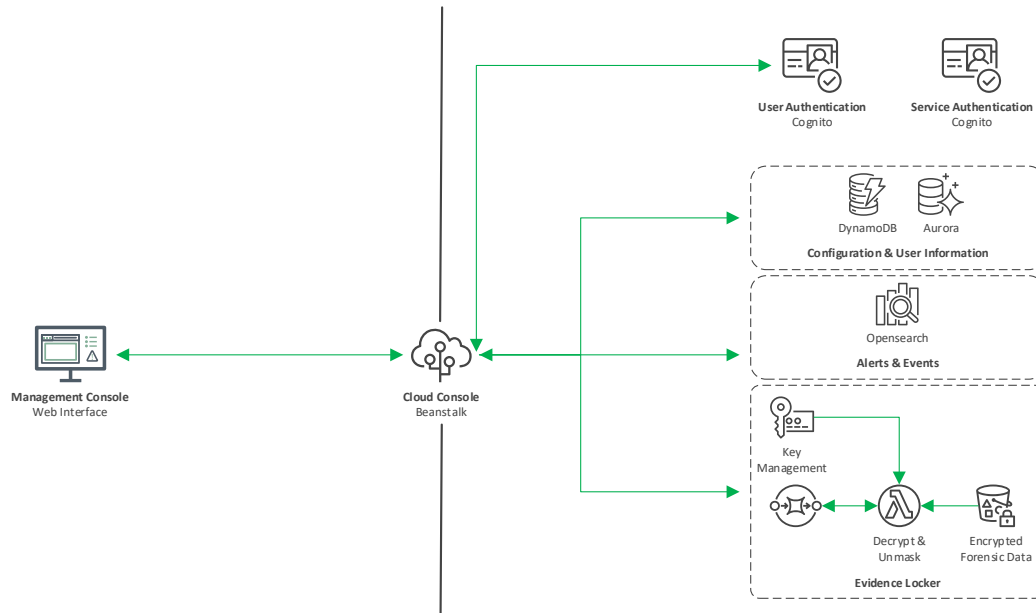 User Authentication
Cognito
Service Authentication
Cognito
DynamoDB
Aurora
Configuration & User Information
Opensearch
Alerts & Events
Management Console
Web Interface
Cloud Console
Beanstalk
Key
Management
Decrypt &
Unmask
Encrypted
Forensic Data
Evidence Locker